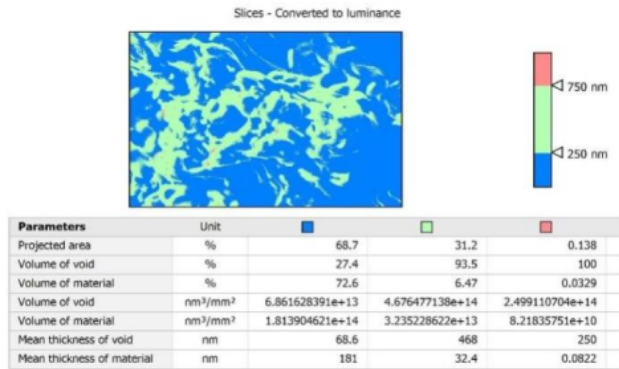 Slices - Converted to luminance
750 nm
250 nm
Parameters Unit
Projected area % 68.7 31.2 0.138
Volume of void % 27.4 93.5 100
Volume of material % 72.6 6.47 0.0329
Volume of void nm³/mm² 6.861628391e+13 4.676477138e+14 2.499110704e+14
Volume of material nm³/mm² 1.813904621e+14 3.235228622e+13 8.21835751e+10
Mean thickness of void nm 68.6 468 250
Mean thickness of material nm 181 32.4 0.0822